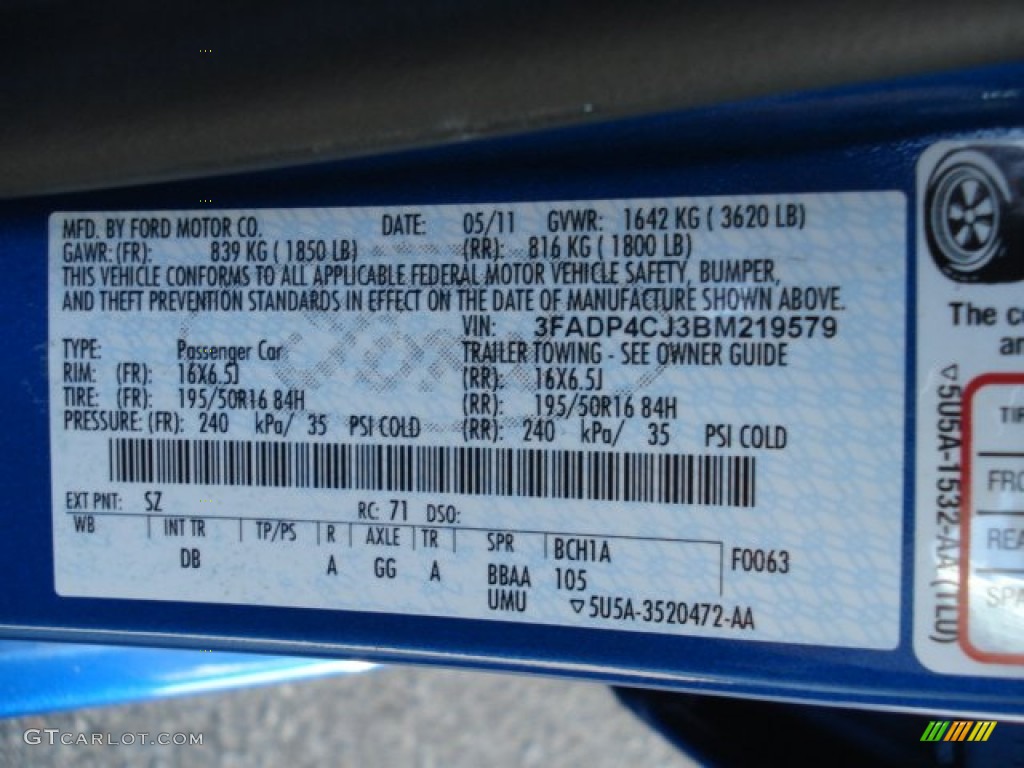 MFD. BY FORD MOTOR CO. DATE: 05/11 GVWR: 1642 KG ( 3620 LB)
GAWR: (FR): 839 KG ( 1850 LB) (RR): 816 KG ( 1800 LB)
THIS VEHICLE CONFORMS TO ALL APPLICABLE FEDERAL MOTOR VEHICLE SAFETY, BUMPER,
AND THEFT PREVENTION STANDARDS IN EFFECT ON THE DATE OF MANUFACTURE SHOWN ABOVE.
VIN: 3FADP4CJ3BM219579
TYPE: Passenger Car TRAILER TOWING - SEE OWNER GUIDE
RIM: (FR): 16X6.5J (RR): 16X6.5J
TIRE: (FR): 195/50R16 84H (RR): 195/50R16 84H
PRESSURE: (FR): 240 kPa/ 35 PSI COLD (RR): 240 kPa/ 35 PSI COLD
EXT PNT: SZ RC: 71 DSO:
WB INT TR TP/PS R AXLE TR SPR BCH1A F0063
DB A GG A BBAA 105
UMU ▽5U5A-3520472-AA
The co
an
▽5U5A-1532-AA (TLU)
TIR
FRO
REA
SPA
GTCARLOT.COM